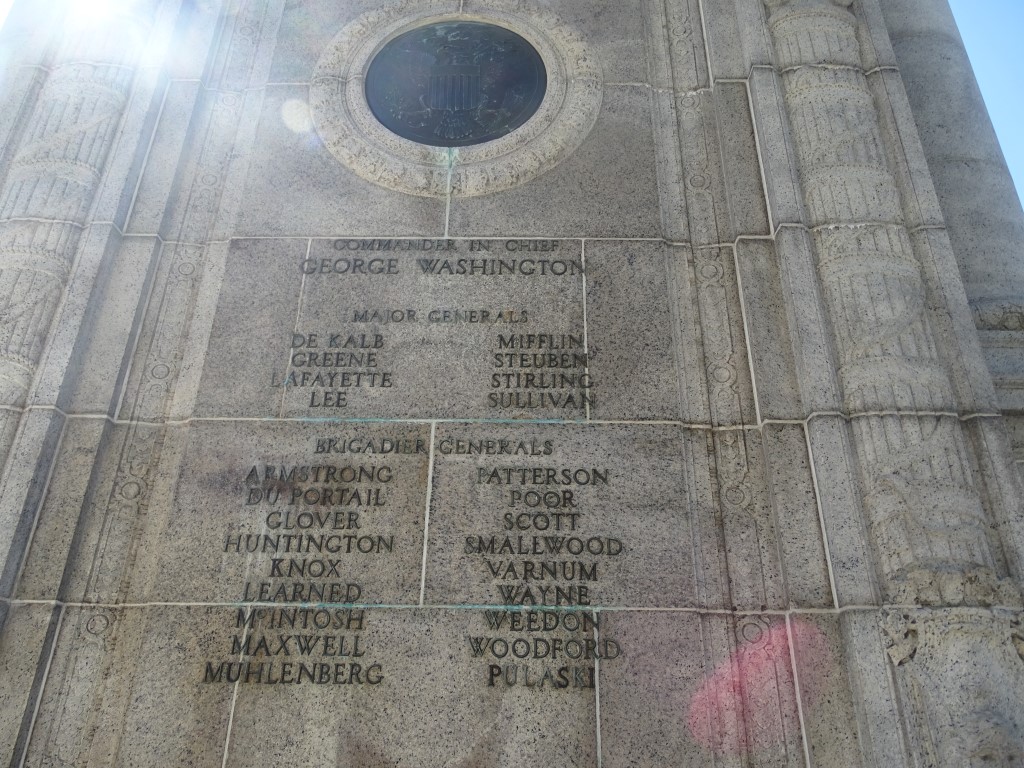 COMMANDER IN CHIEF
GEORGE WASHINGTON
MAJOR GENERALS
DE KALB
GREENE
LAFAYETTE
LEE
MIFFLIN
STEUBEN
STIRLING
SULLIVAN
BRIGADIER GENERALS
ARMSTRONG
DU PORTAIL
GLOVER
HUNTINGTON
KNOX
LEARNED
McINTOSH
MAXWELL
MUHLENBERG
PATTERSON
POOR
SCOTT
SMALLWOOD
VARNUM
WAYNE
WEEDON
WOODFORD
PULASKI